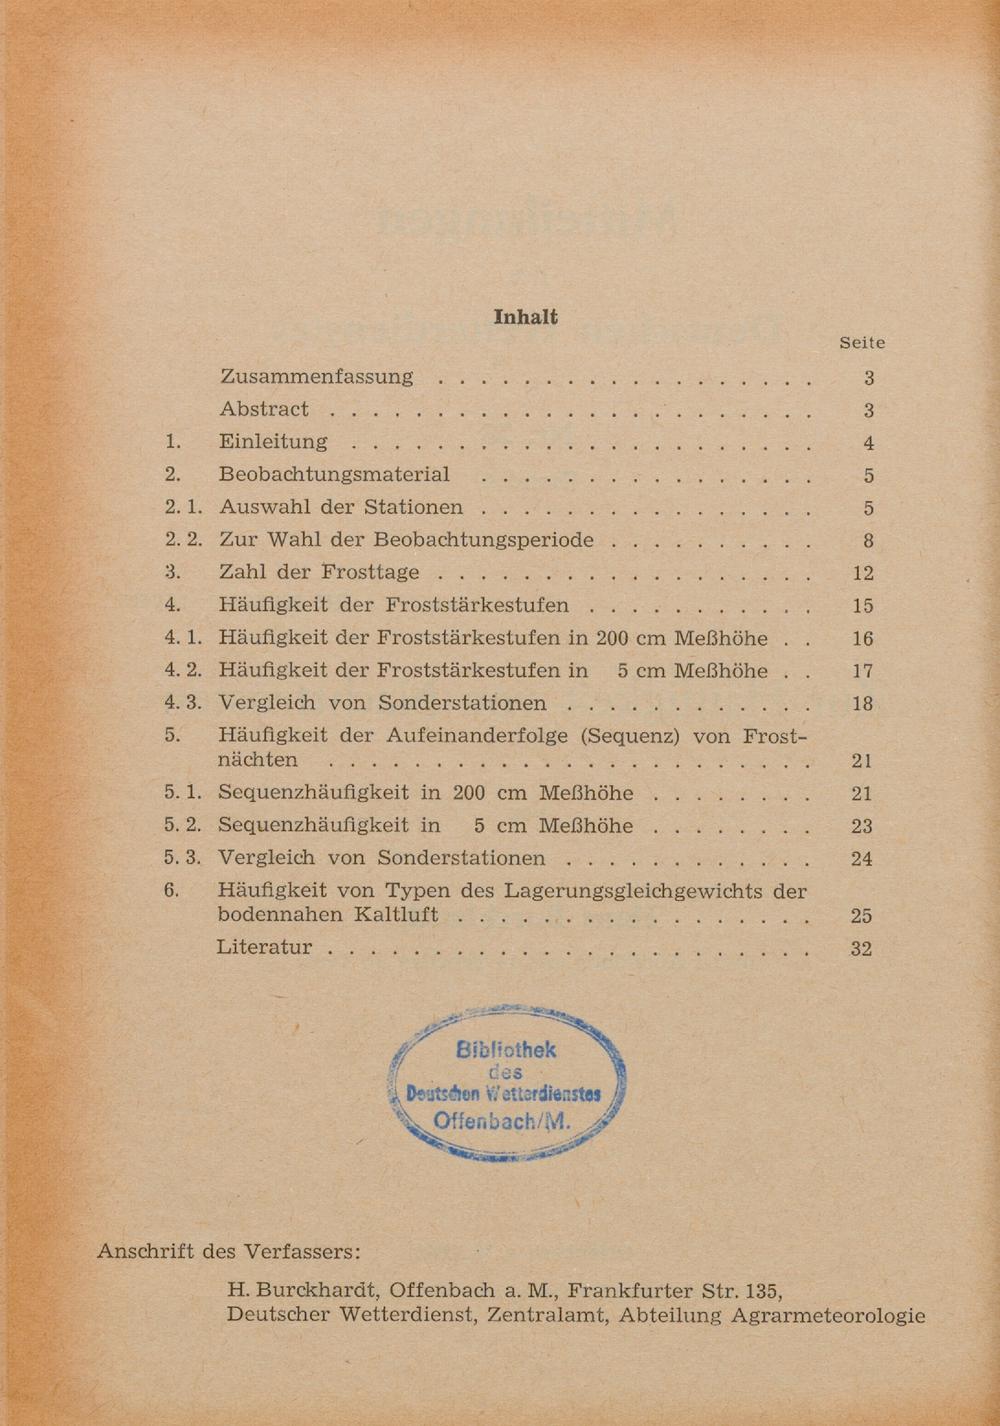 Inhalt
Seite
Zusammenfassung . . . . . . . . . . . . . . . . . . 3
Abstract . . . . . . . . . . . . . . . . . . . . . . . 3
1. Einleitung . . . . . . . . . . . . . . . . . . . . . . 4
2. Beobachtungsmaterial . . . . . . . . . . . . . . . . 5
2. 1. Auswahl der Stationen . . . . . . . . . . . . . . . . 5
2. 2. Zur Wahl der Beobachtungsperiode . . . . . . . . . . 8
3. Zahl der Frosttage . . . . . . . . . . . . . . . . . . 12
4. Häufigkeit der Froststärkestufen . . . . . . . . . . . 15
4. 1. Häufigkeit der Froststärkestufen in 200 cm Meßhöhe . . 16
4. 2. Häufigkeit der Froststärkestufen in 5 cm Meßhöhe . . 17
4. 3. Vergleich von Sonderstationen . . . . . . . . . . . . 18
5. Häufigkeit der Aufeinanderfolge (Sequenz) von Frost-
nächten . . . . . . . . . . . . . . . . . . . . . . . 21
5. 1. Sequenzhäufigkeit in 200 cm Meßhöhe . . . . . . . . 21
5. 2. Sequenzhäufigkeit in 5 cm Meßhöhe . . . . . . . . 23
5. 3. Vergleich von Sonderstationen . . . . . . . . . . . . 24
6. Häufigkeit von Typen des Lagerungsgleichgewichts der
bodennahen Kaltluft . . . . . . . . . . . . . . . . . 25
Literatur . . . . . . . . . . . . . . . . . . . . . . . 32
Bibliothek
des
Deutschen Wetterdienstes
Offenbach/M.
Anschrift des Verfassers:
H. Burckhardt, Offenbach a. M., Frankfurter Str. 135,
Deutscher Wetterdienst, Zentralamt, Abteilung Agrarmeteorologie